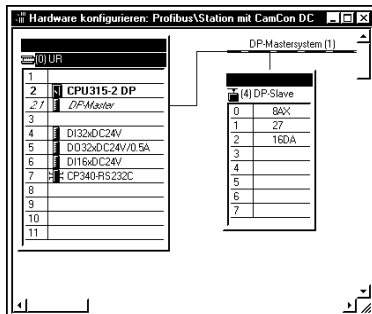 Hardware konfigurieren: Profibus\Station mit CamCon DC
DP-Mastersystem (1)
(0) UR
1
2 CPU315-2 DP
2.1 DP-Master
3
4 DI32xDC24V
5 DO32xDC24V/0.5A
6 DI16xDC24V
7 CP340-RS232C
8
9
10
11
(4) DP-Slave
0 8AX
1 27
2 16DA
3
4
5
6
7